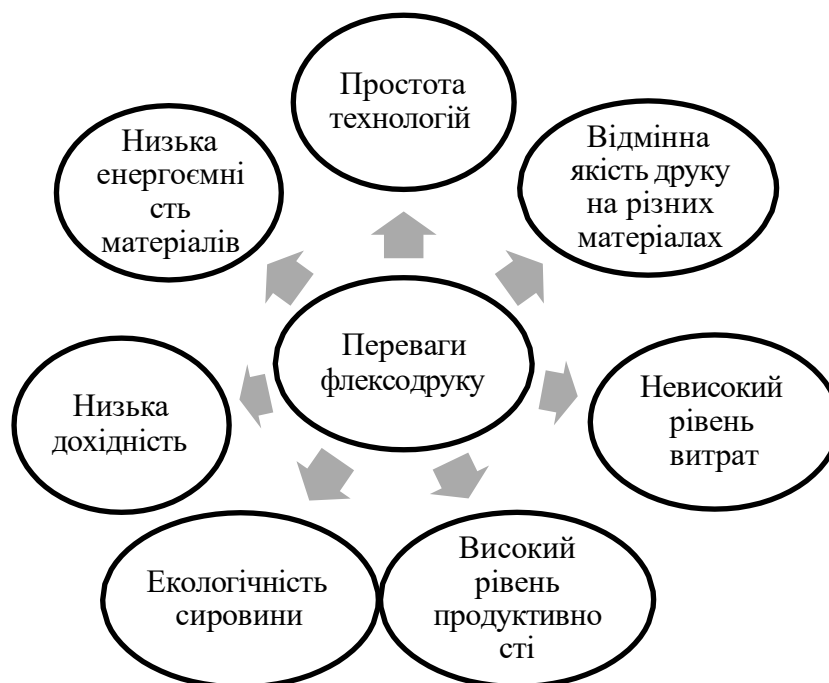 Простота
технологій
Відмінна
якість друку
на різних
матеріалах
Невисокий
рівень
витрат
Високий
рівень
продуктивно
сті
Екологічність
сировини
Низька
дохідність
Низька
енергоємні
сть
матеріалів
Переваги
флексодруку